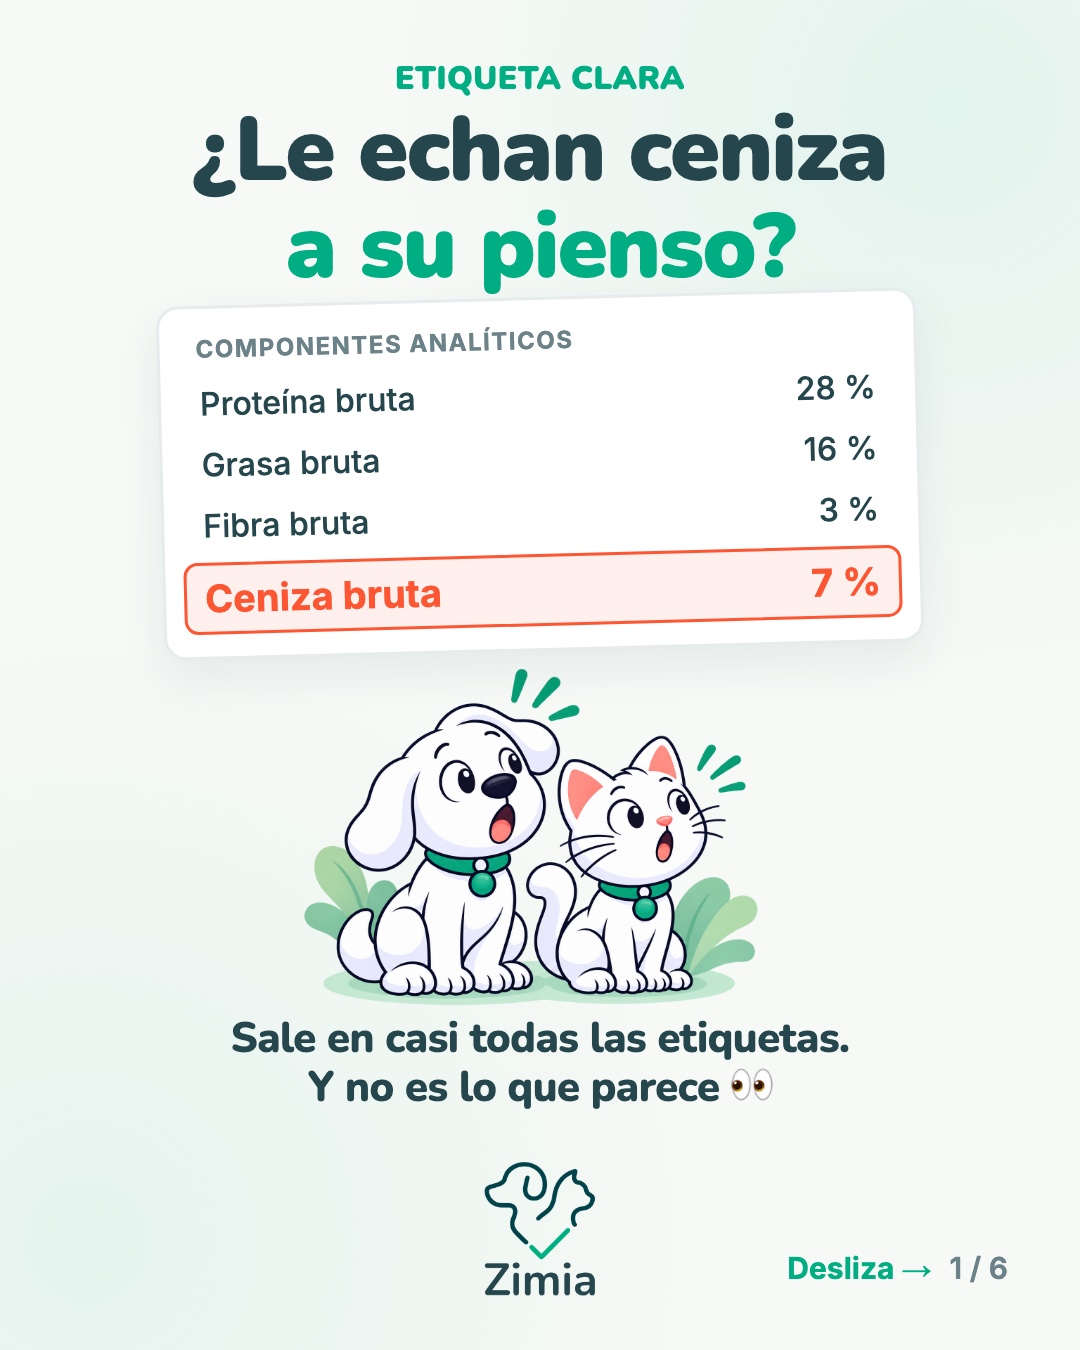 ETIQUETA CLARA
¿Le echan ceniza
a su pienso?
COMPONENTES ANALÍTICOS
Proteína bruta 28 %
Grasa bruta 16 %
Fibra bruta 3 %
Ceniza bruta 7 %
Sale en casi todas las etiquetas.
Y no es lo que parece 👀
Zimia
Desliza → 1 / 6